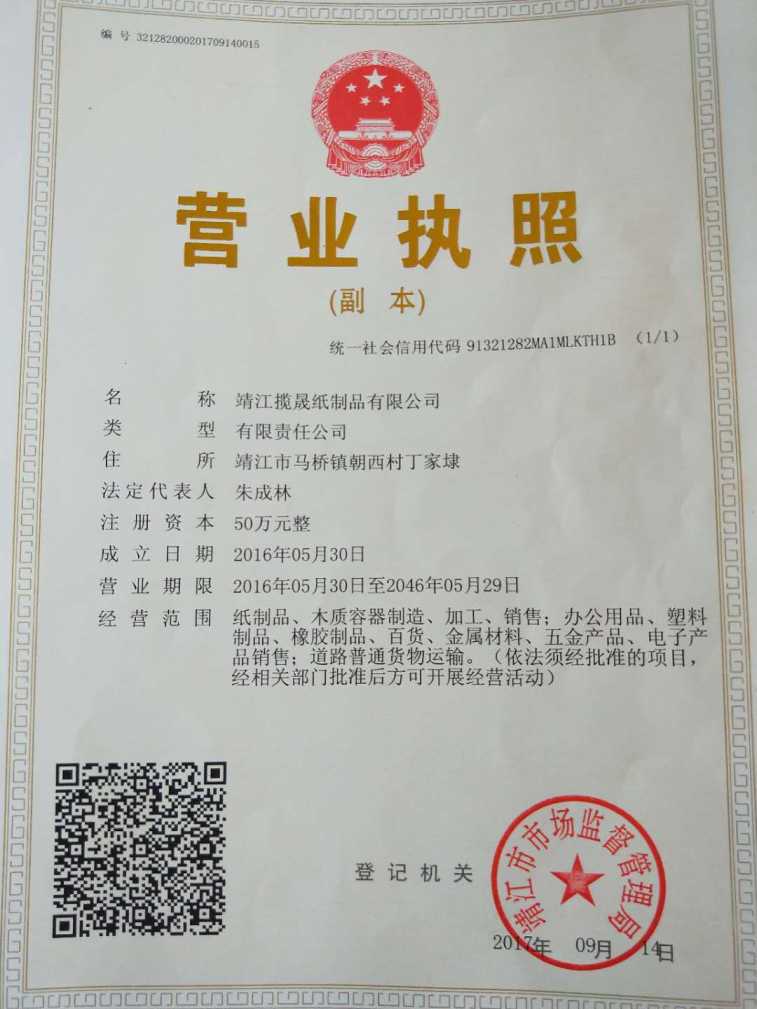 编 号 321282000201709140015
营业执照
(副 本)
统一社会信用代码 91321282MA1MLKTH1B (1/1)
名 称 靖江揽晟纸制品有限公司
类 型 有限责任公司
住 所 靖江市马桥镇朝西村丁家埭
法定代表人 朱成林
注册资本 50万元整
成立日期 2016年05月30日
营业期限 2016年05月30日至2046年05月29日
经营范围 纸制品、木质容器制造、加工、销售；办公用品、塑料
制品、橡胶制品、百货、金属材料、五金产品、电子产
品销售；道路普通货物运输。（依法须经批准的项目，
经相关部门批准后方可开展经营活动）
登记机关
靖江市市场监督管理局
2017年 09月 14日